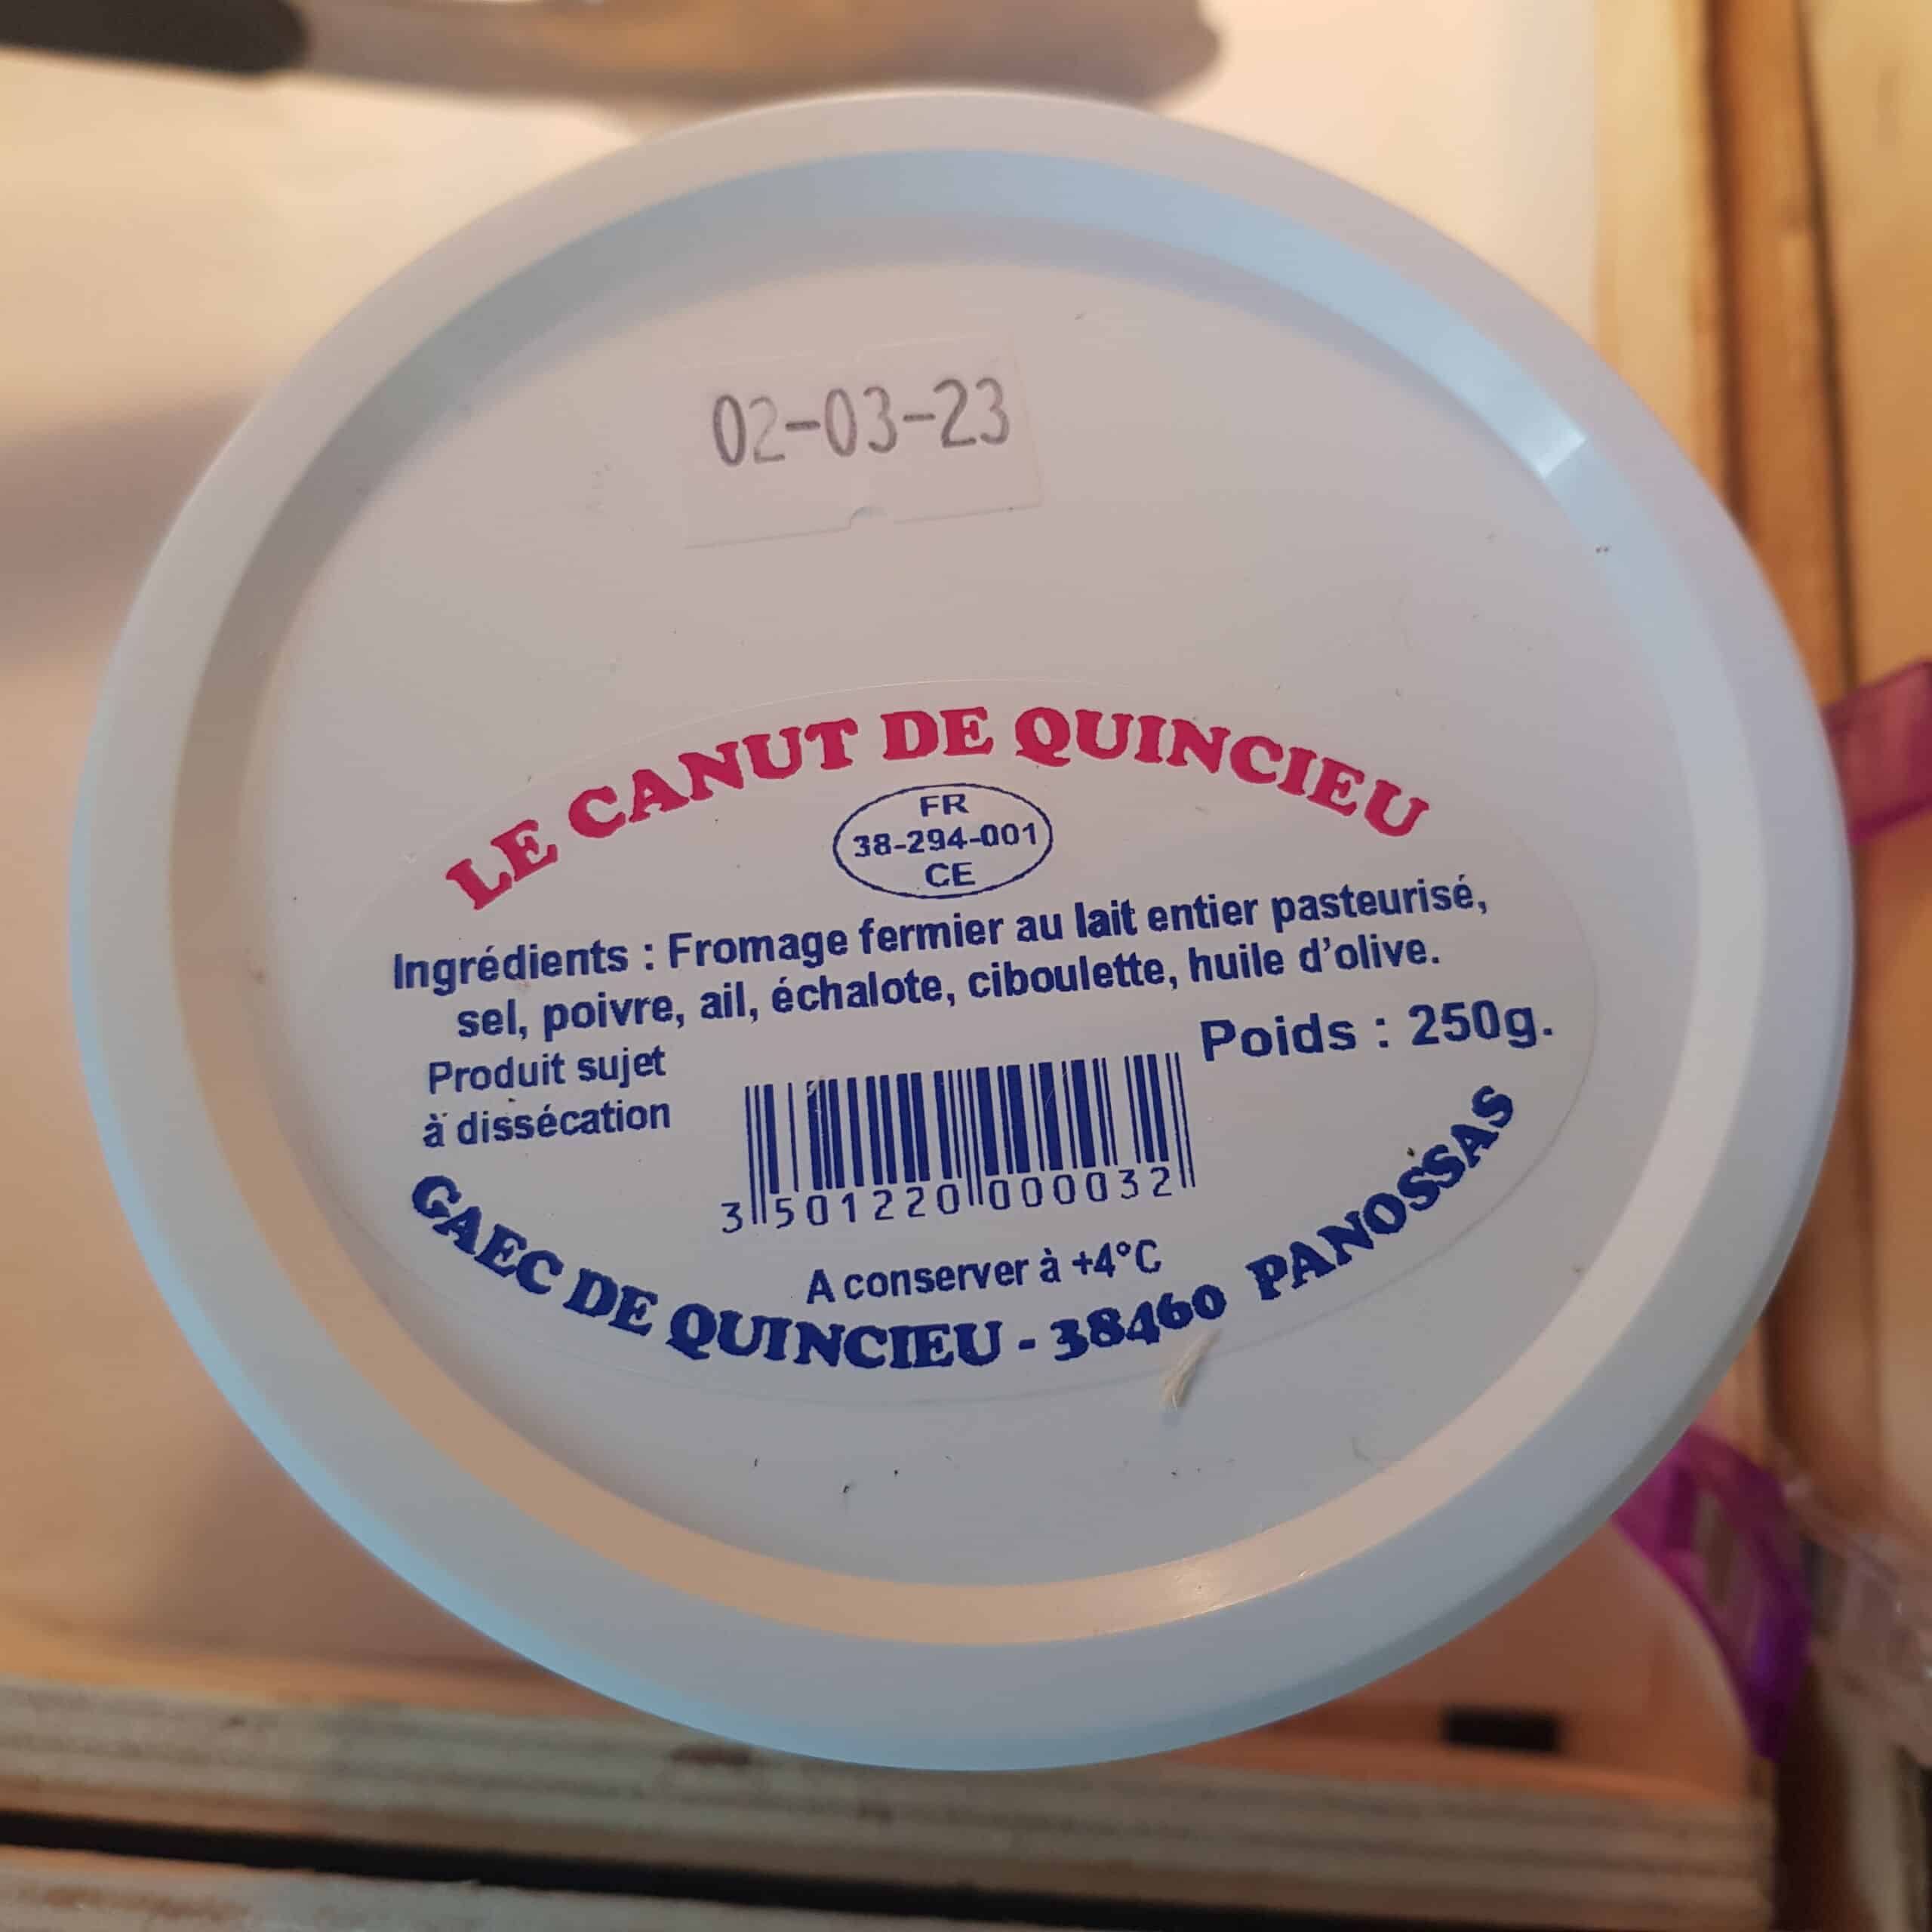 02-03-23
LE CANUT DE QUINCIEU
FR
38-294-001
CE
Ingrédients : Fromage fermier au lait entier pasteurisé,
sel, poivre, ail, échalote, ciboulette, huile d'olive.
Poids : 250g.
Produit sujet
à dissécation
3 501220 000032
A conserver à +4°C
GAEC DE QUINCIEU - 38460 PANOSSAS